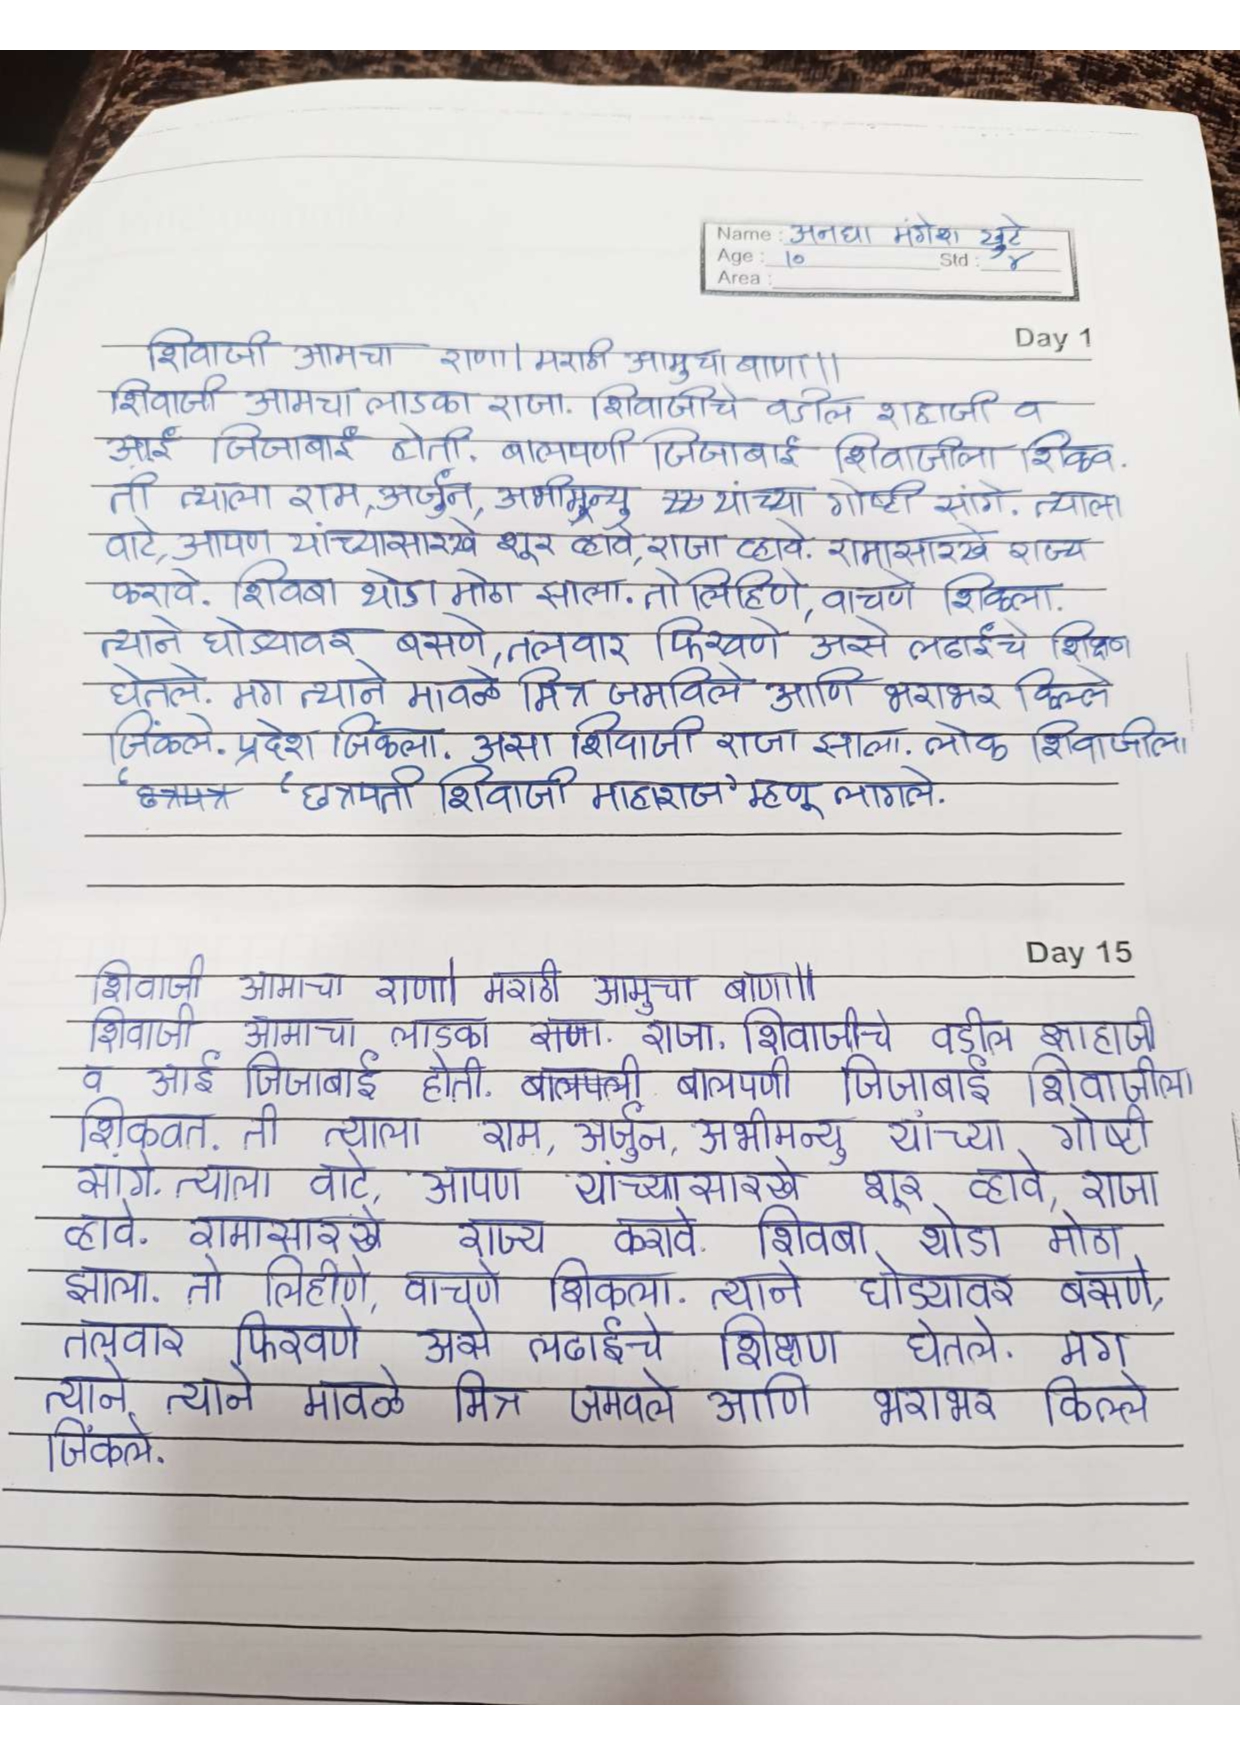 Name : अनघा मंगेश खुटे
Age : १० Std : ४
Area :
Day 1
शिवाजी आमचा राणा। मराठी आमुचा बाणा॥
शिवाजी आमचा लाडका राजा. शिवाजीचे वडील शहाजी व
आई जिजाबाई होती. बालपणी जिजाबाई शिवाजीला शिकव.
ती त्याला राम, अर्जुन, अभीमून्यु यांच्या गोष्टी सांगे. त्याला
वाटे, आपण यांच्यासारखे शूर व्हावे, राजा व्हावे. रामासारखे राज्य
करावे. शिवबा थोडा मोठा झाला. तो लिहिणे, वाचणे शिकला.
त्याने घोड्यावर बसणे, तलवार फिरवणे असे लढाईचे शिक्षण
घेतले. मग त्याने मावळे मित्र जमविले आणि भराभर किल्ले
जिंकले. प्रदेश जिंकला. असा शिवाजी राजा झाला. लोक शिवाजीला
‘छत्रपत्र ‘छत्रपती शिवाजी माहाराज’ म्हणू लागले.
Day 15
शिवाजी आमाचा राणा। मराठी आमुचा बाणा॥
शिवाजी आमाचा लाडका राजा. शिवाजीचे वडील शाहाजी
व आई जिजाबाई होती. बालपली बालपणी जिजाबाई शिवाजीला
शिकवत. ती त्याला राम, अर्जुन, अभीमन्यु यांच्या गोष्टी
सांगे. त्याला वाटे, आपण यांच्यासारखे शूर व्हावे, राजा
व्हावे. रामासारखे राज्य करावे. शिवबा थोडा मोठा
झाला. तो लिहीणे, वाचणे शिकला. त्याने घोड्यावर बसणे,
तलवार फिरवणे असे लढाईचे शिक्षण घेतले. मग
त्याने त्याने मावळे मित्र जमवले आणि भराभर किल्ले
जिंकले.